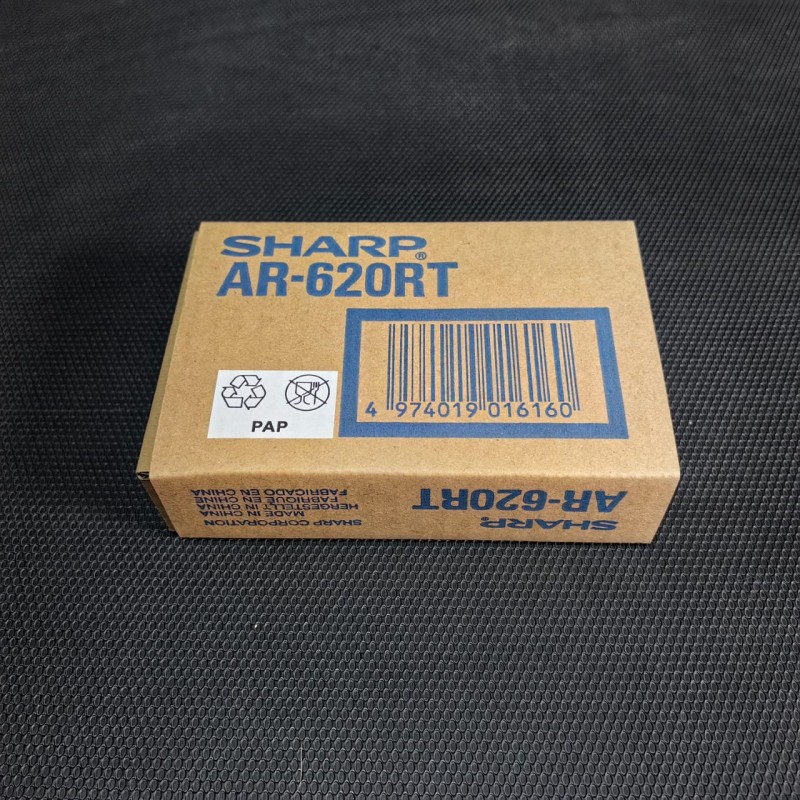 SHARP®
AR-620RT
4 974019 016160
PAP
SHARP®
AR-620RT
SHARP CORPORATION
MADE IN CHINA
HERGESTELLT IN CHINA
FABRIQUE EN CHINE
FABRICADO EN CHINA